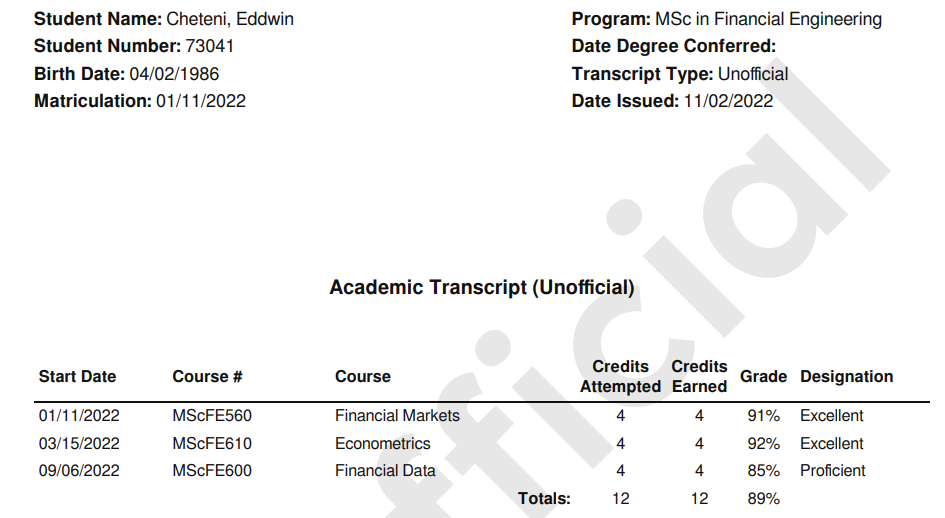 Student Name: Cheteni, Eddwin
Student Number: 73041
Birth Date: 04/02/1986
Matriculation: 01/11/2022
Program: MSc in Financial Engineering
Date Degree Conferred:
Transcript Type: Unofficial
Date Issued: 11/02/2022
Academic Transcript (Unofficial)
Start Date Course # Course Credits Attempted Credits Earned Grade Designation
01/11/2022 MScFE560 Financial Markets 4 4 91% Excellent
03/15/2022 MScFE610 Econometrics 4 4 92% Excellent
09/06/2022 MScFE600 Financial Data 4 4 85% Proficient
Totals: 12 12 89%
fficial